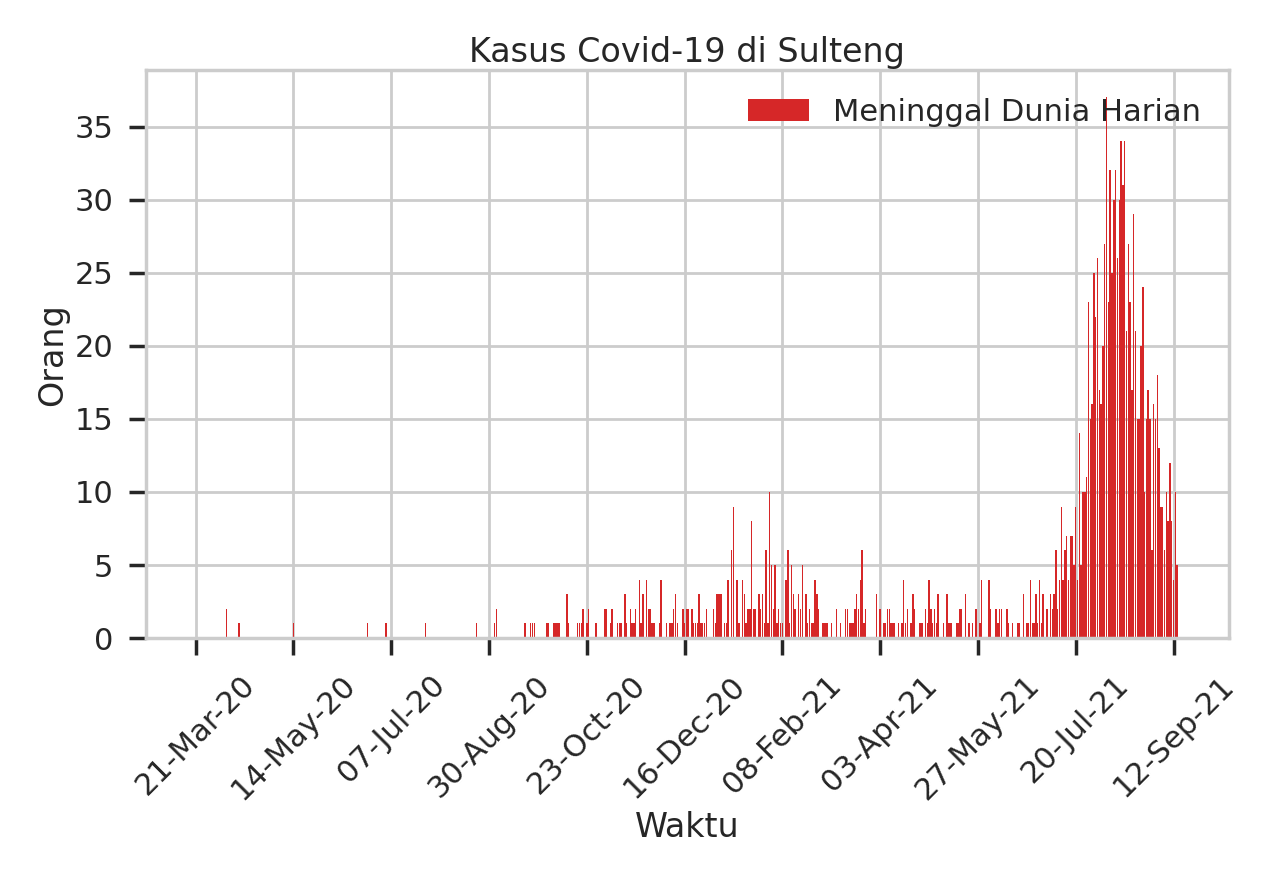 Kasus Covid-19 di Sulteng
Meninggal Dunia Harian
35
30
25
20
15
10
5
0
Orang
21-Mar-20
14-May-20
07-Jul-20
30-Aug-20
23-Oct-20
16-Dec-20
08-Feb-21
03-Apr-21
27-May-21
20-Jul-21
12-Sep-21
Waktu